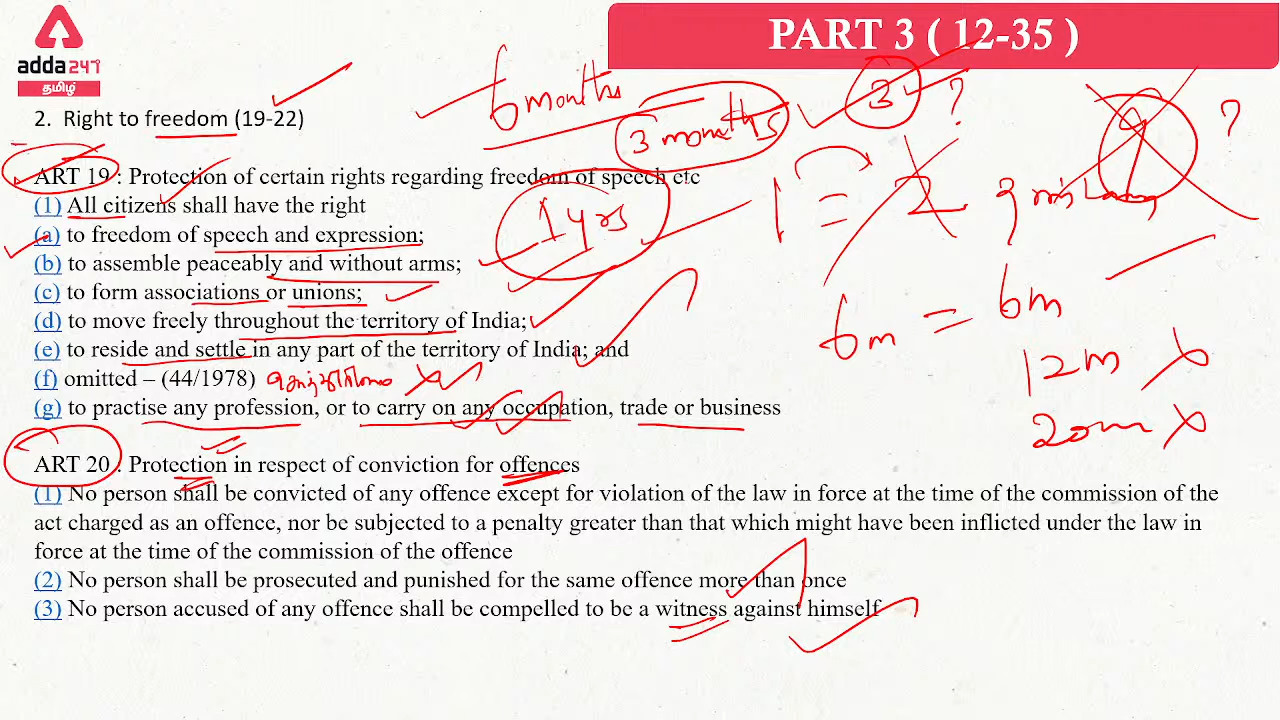 PART 3 ( 12-35 )
adda247
தமிழ்
6 months
3 months
3 ?
9 ?
2. Right to freedom (19-22)
ART 19 : Protection of certain rights regarding freedom of speech etc
(1) All citizens shall have the right
1 yrs
1 = 2
(a) to freedom of speech and expression;
(b) to assemble peaceably and without arms;
(c) to form associations or unions;
6m = 6m
(d) to move freely throughout the territory of India;
(e) to reside and settle in any part of the territory of India; and
12m x
(f) omitted – (44/1978)
(g) to practise any profession, or to carry on any occupation, trade or business
20m x
ART 20 : Protection in respect of conviction for offences
(1) No person shall be convicted of any offence except for violation of the law in force at the time of the commission of the
act charged as an offence, nor be subjected to a penalty greater than that which might have been inflicted under the law in
force at the time of the commission of the offence
(2) No person shall be prosecuted and punished for the same offence more than once
(3) No person accused of any offence shall be compelled to be a witness against himself